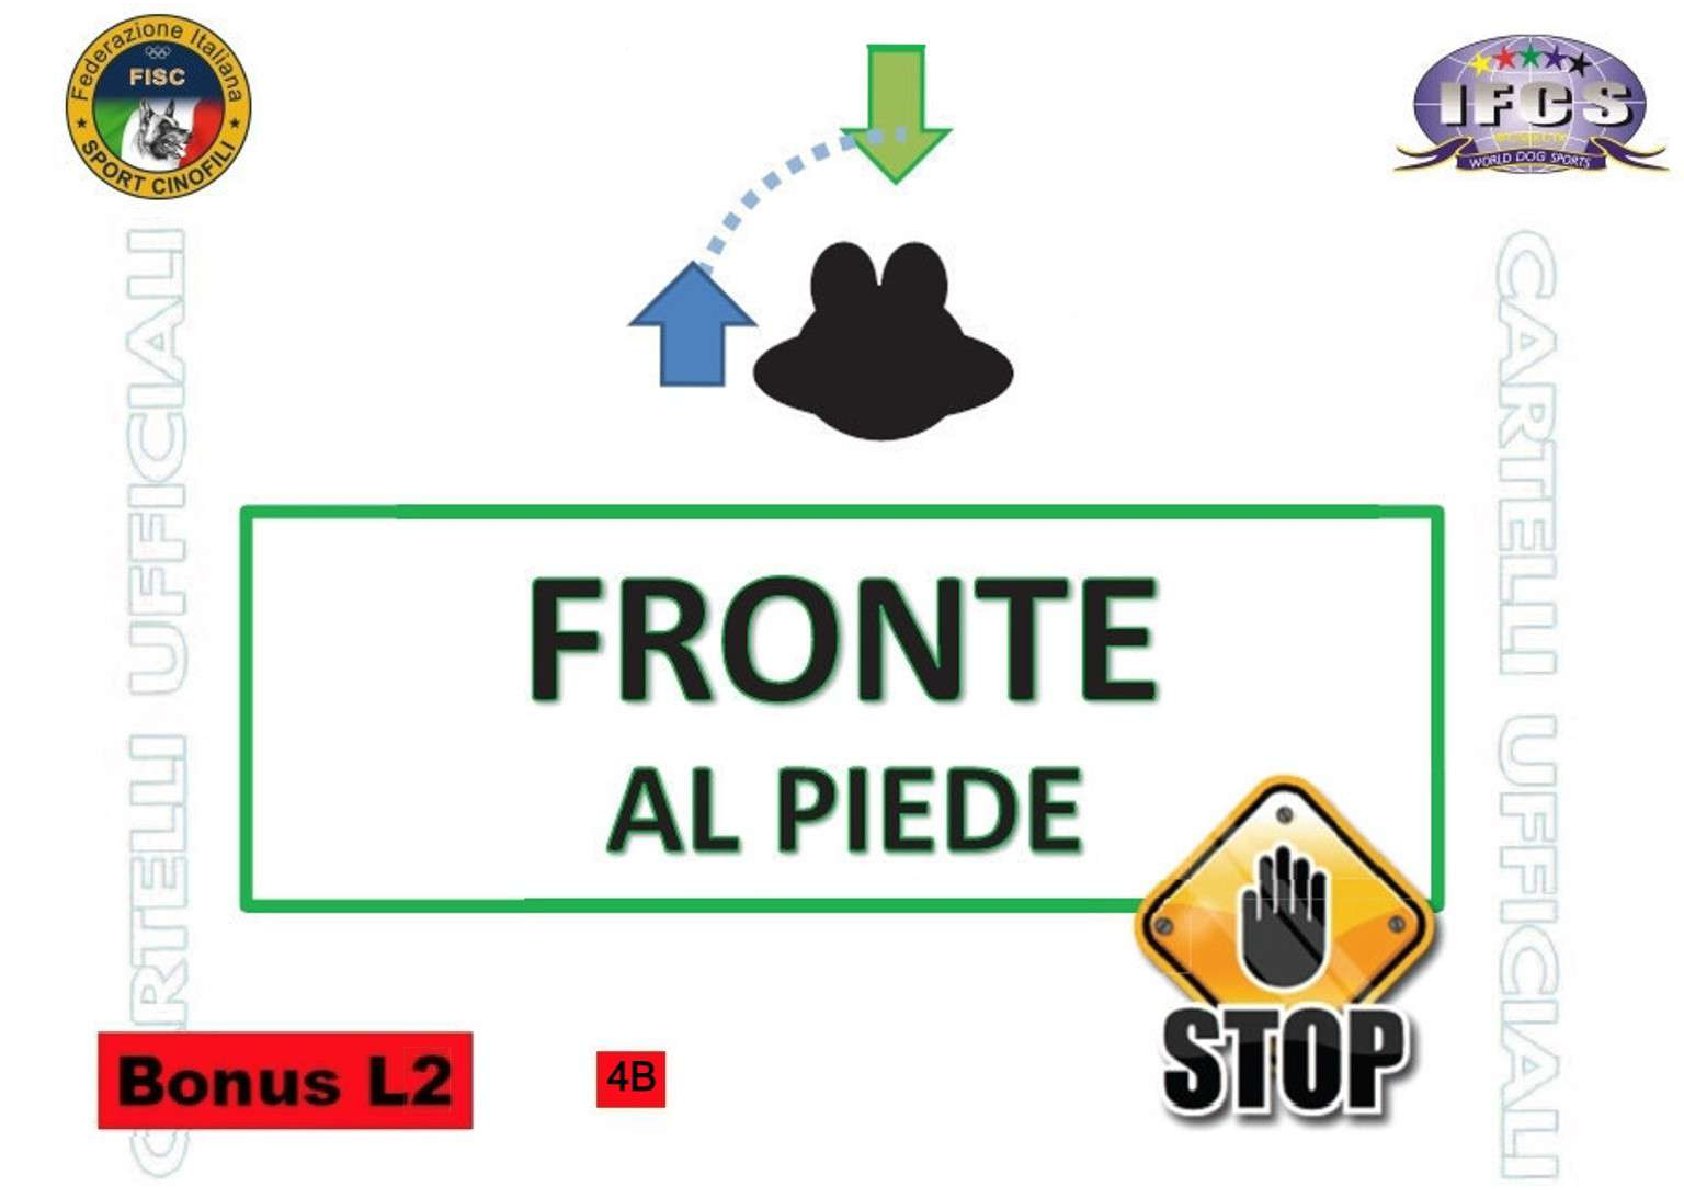 Federazione Italiana
FISC
SPORT CINOFILI
IFCS
WORLD DOG SPORTS
CARTELLI UFFICIALI
CARTELLI UFFICIALI
FRONTE
AL PIEDE
STOP
Bonus L2
4B